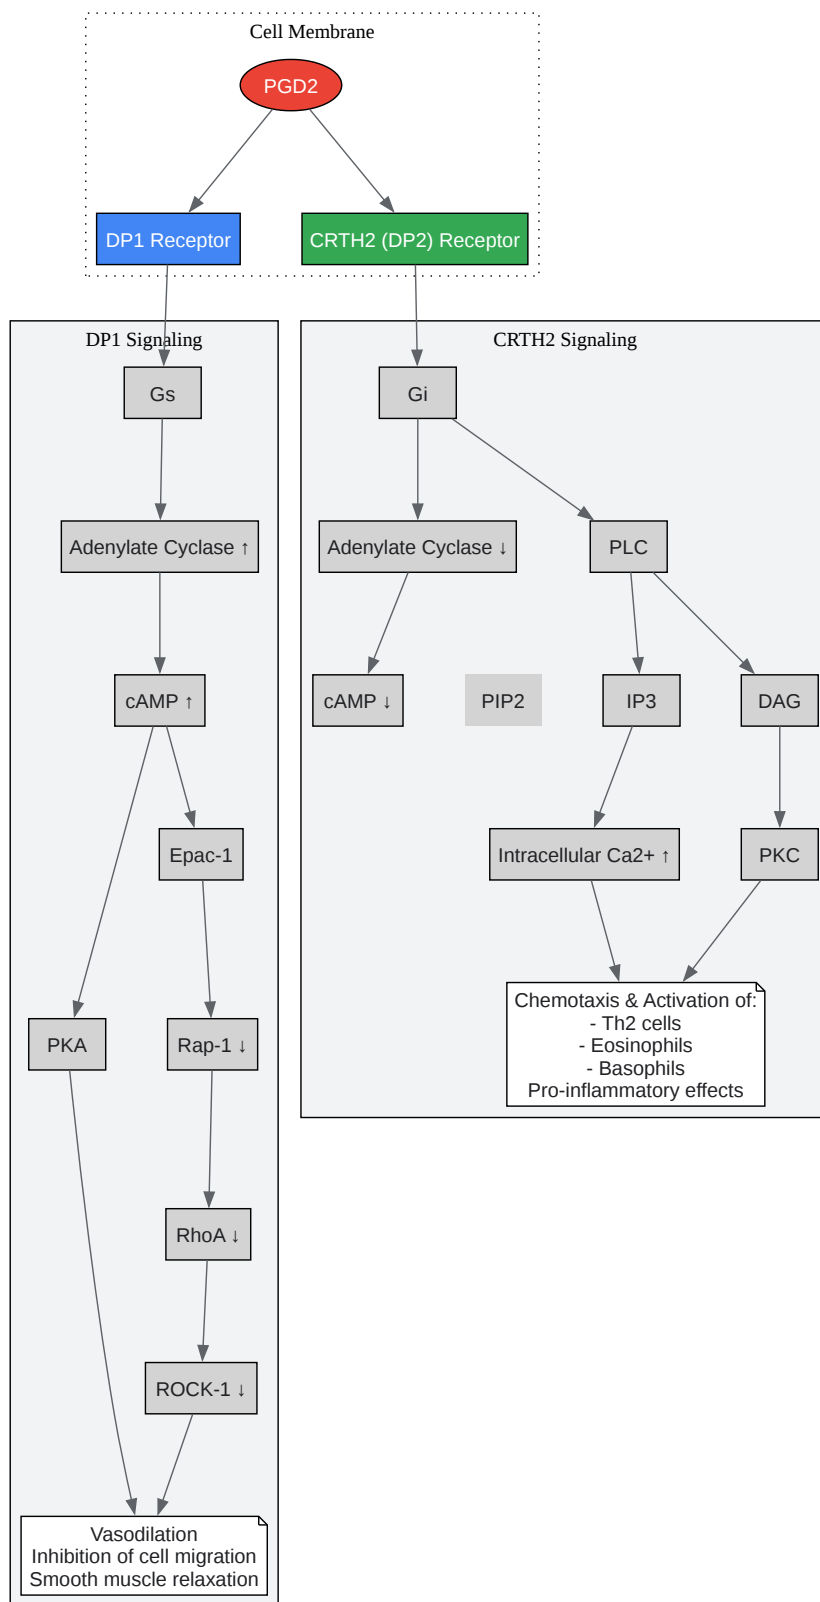 Cell Membrane
PGD2
DP1 Receptor
CRTH2 (DP2) Receptor
DP1 Signaling
Gs
Adenylate Cyclase ↑
cAMP ↑
Epac-1
PKA
Rap-1 ↓
RhoA ↓
ROCK-1 ↓
Vasodilation
Inhibition of cell migration
Smooth muscle relaxation
CRTH2 Signaling
Gi
Adenylate Cyclase ↓
PLC
cAMP ↓
PIP2
IP3
DAG
Intracellular Ca2+ ↑
PKC
Chemotaxis & Activation of:
- Th2 cells
- Eosinophils
- Basophils
Pro-inflammatory effects